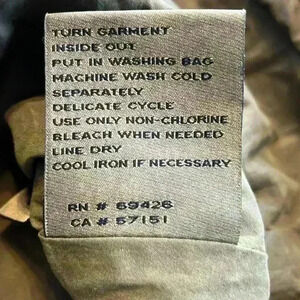 TURN GARMENT
INSIDE OUT
PUT IN WASHING BAG
MACHINE WASH COLD
SEPARATELY
DELICATE CYCLE
USE ONLY NON-CHLORINE
BLEACH WHEN NEEDED
LINE DRY
COOL IRON IF NECESSARY
RN # 69426
CA # 57151